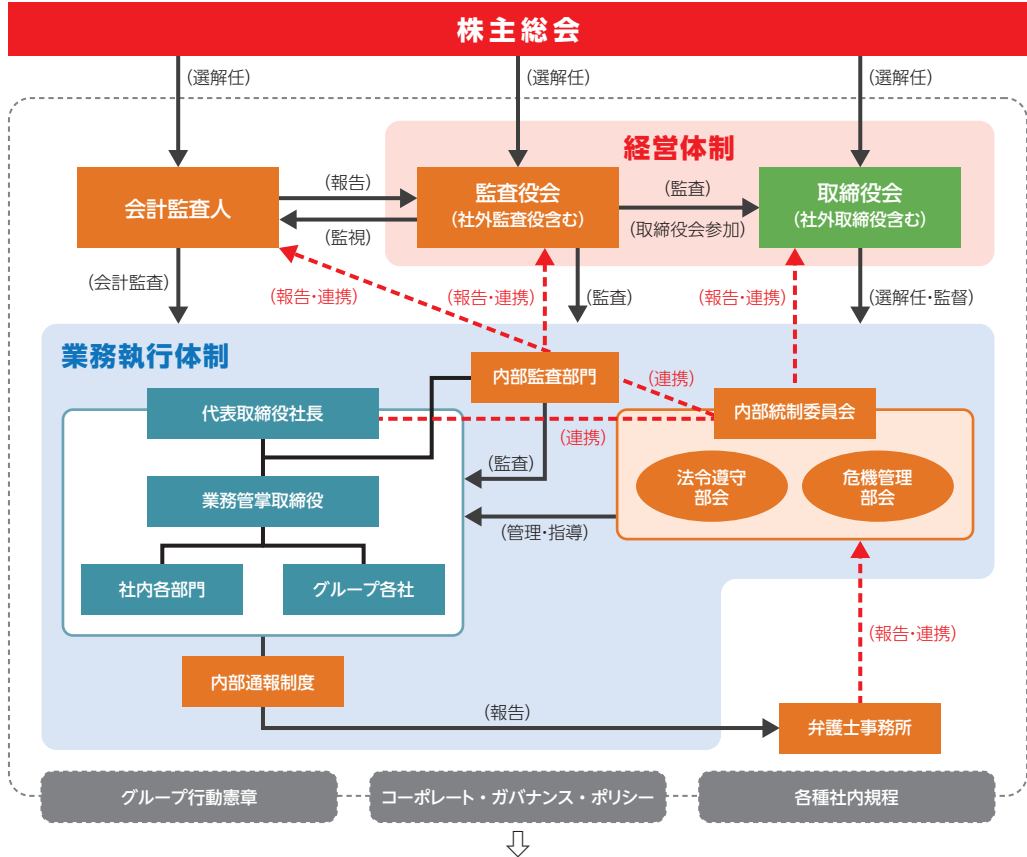 株主総会
(選解任)
(選解任)
(選解任)
経営体制
会計監査人
(報告)
(監視)
監査役会
(社外監査役含む)
(監査)
(取締役会参加)
取締役会
(社外取締役含む)
(会計監査)
(報告・連携)
(報告・連携)
(監査)
(報告・連携)
(選解任・監督)
業務執行体制
内部監査部門
(連携)
代表取締役社長
内部統制委員会
(連携)
(監査)
法令遵守
部会
危機管理
部会
業務管掌取締役
(管理・指導)
社内各部門
グループ各社
(報告・連携)
内部通報制度
(報告)
弁護士事務所
グループ行動憲章
コーポレート・ガバナンス・ポリシー
各種社内規程